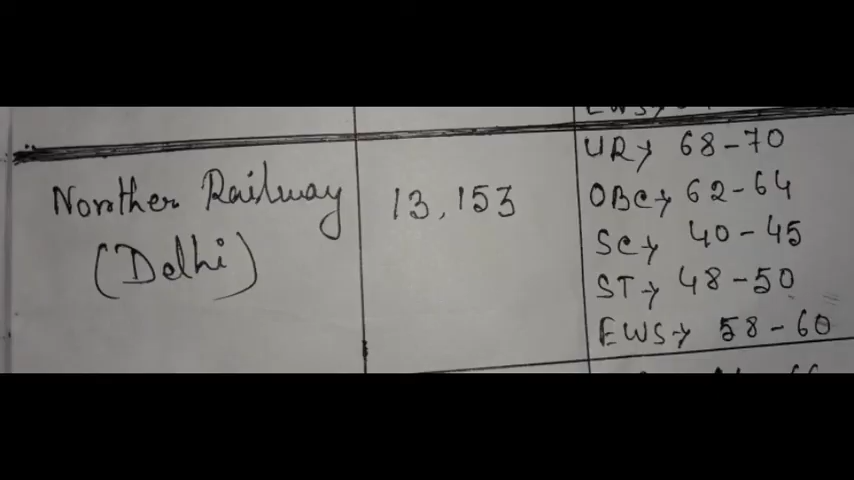 Norther Railway
(Delhi)
13,153
UR→ 68-70
OBC→ 62-64
SC→ 40-45
ST→ 48-50
EWS→ 58-60